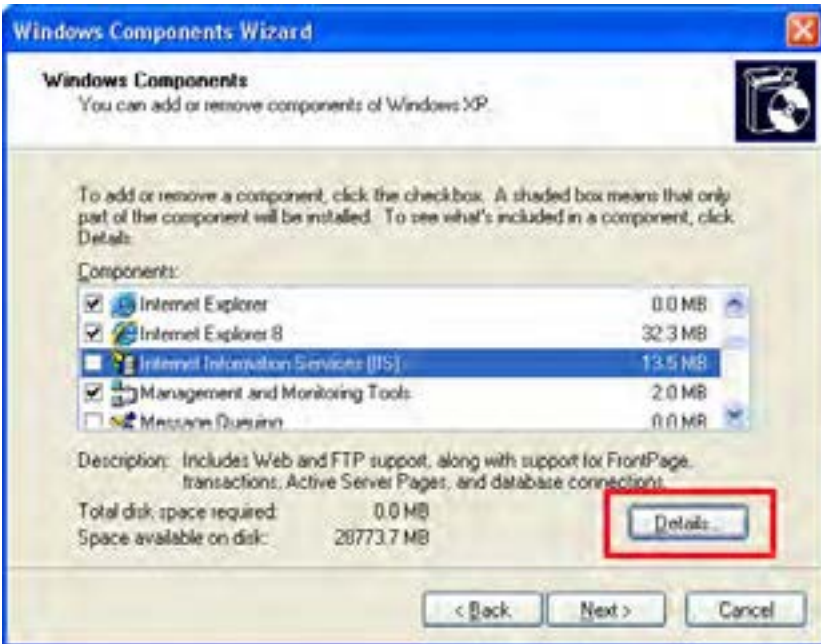 Windows Components Wizard
Windows Components
You can add or remove components of Windows XP.
To add or remove a component, click the checkbox. A shaded box means that only
part of the component will be installed. To see what's included in a component, click
Details.
Components:
Internet Explorer 0.0 MB
Internet Explorer 8 32.3 MB
Internet Information Services (IIS) 13.5 MB
Management and Monitoring Tools 2.0 MB
Message Queuing 0.0 MB
Description: Includes Web and FTP support, along with support for FrontPage,
transactions, Active Server Pages, and database connections.
Total disk space required: 0.0 MB
Space available on disk: 28773.7 MB
Details...
< Back
Next >
Cancel